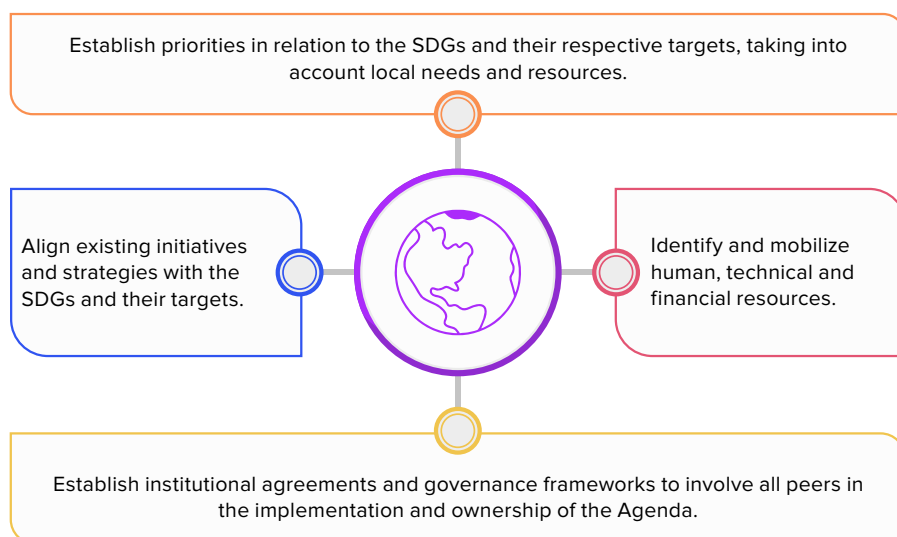 Establish priorities in relation to the SDGs and their respective targets, taking into
account local needs and resources.
Align existing initiatives
and strategies with the
SDGs and their targets.
Identify and mobilize
human, technical and
financial resources.
Establish institutional agreements and governance frameworks to involve all peers in
the implementation and ownership of the Agenda.